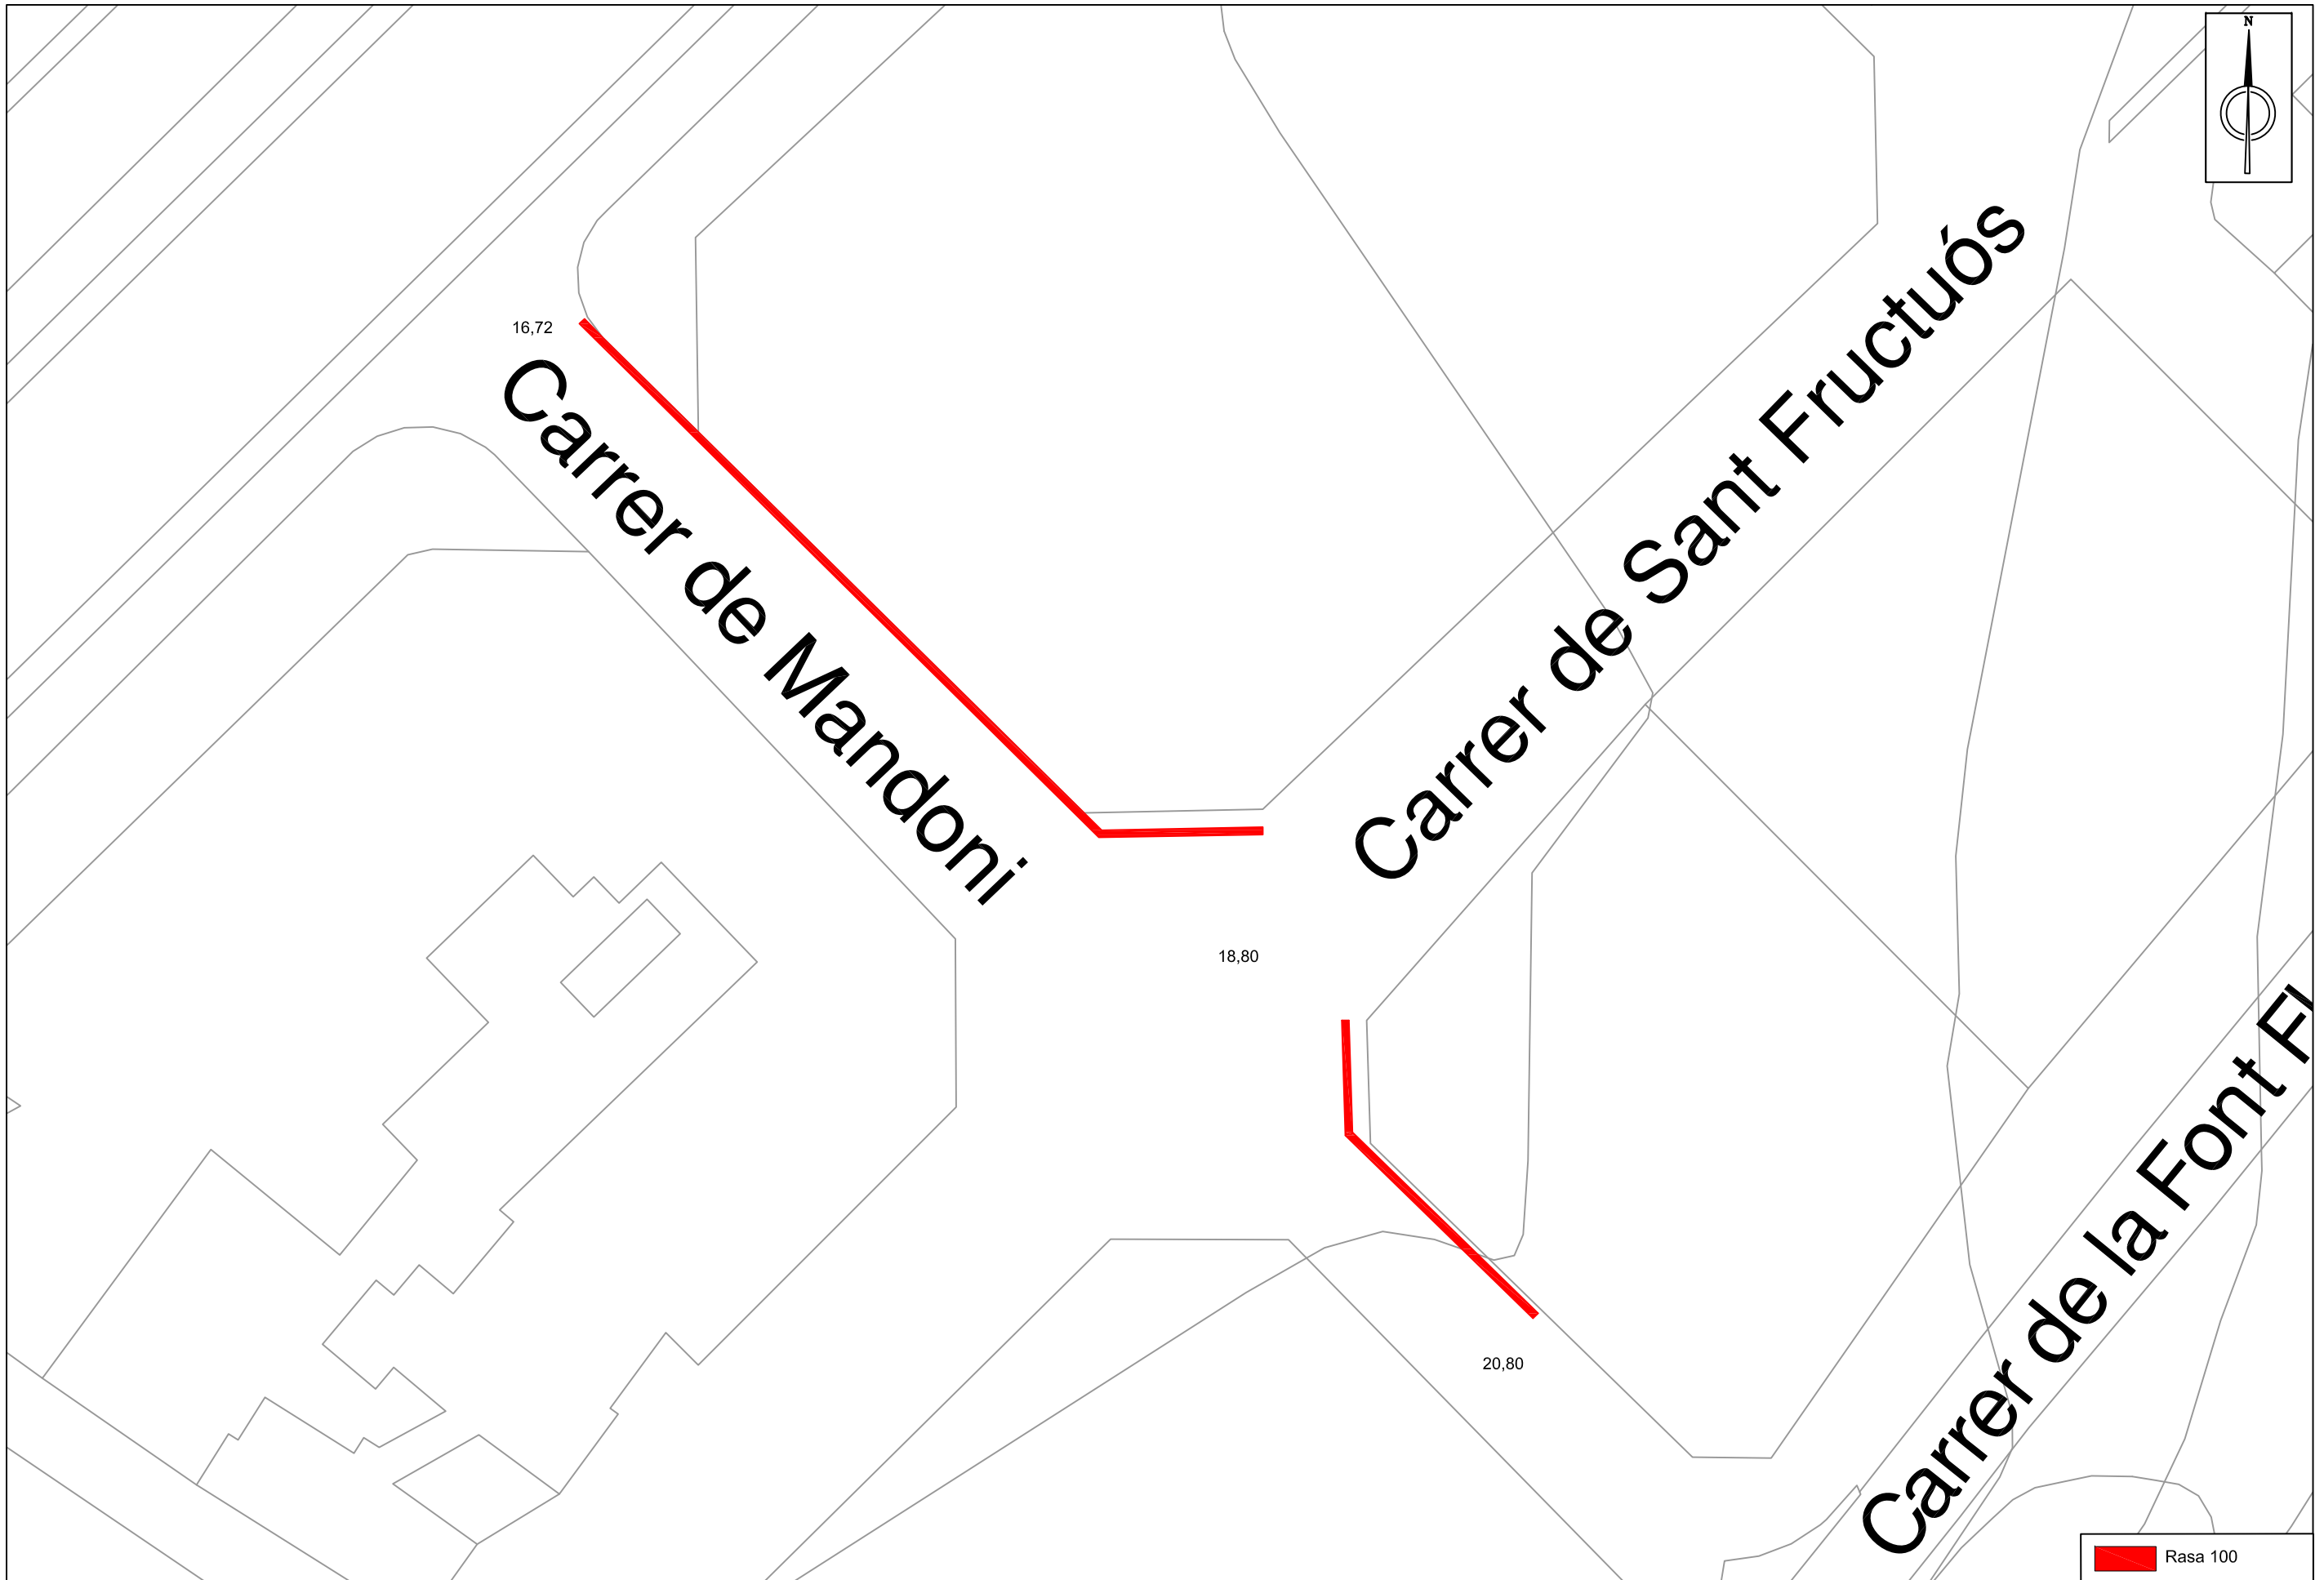 N
16,72
Carrer de Mandoni
Carrer de Sant Fructuós
18,80
20,80
Carrer de la Font
Rasa 100